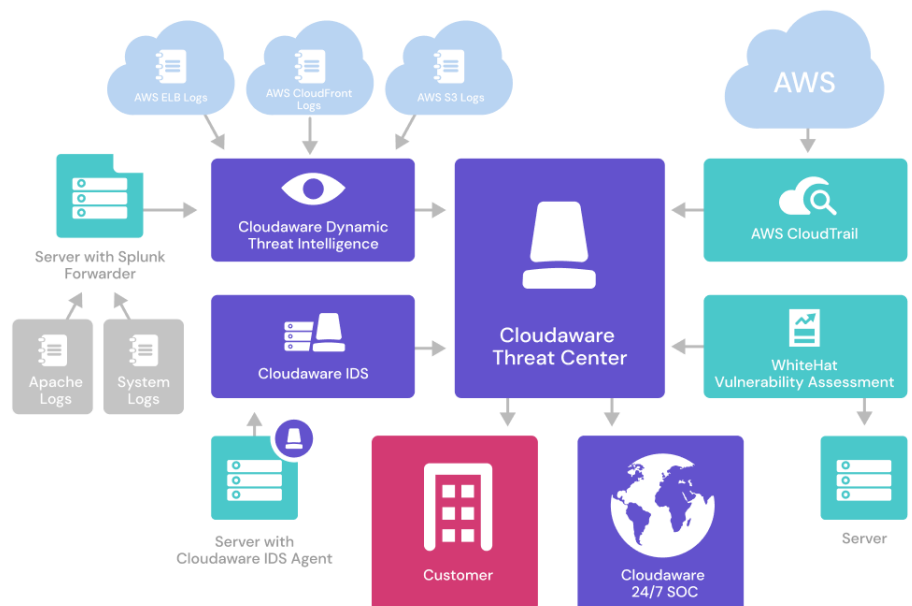 AWS ELB Logs
AWS CloudFront
Logs
AWS S3 Logs
AWS
Cloudaware Dynamic
Threat Intelligence
AWS CloudTrail
Server with Splunk
Forwarder
Cloudaware
Threat Center
Apache
Logs
System
Logs
Cloudaware IDS
WhiteHat
Vulnerability Assessment
Server with
Cloudaware IDS Agent
Customer
Cloudaware
24/7 SOC
Server